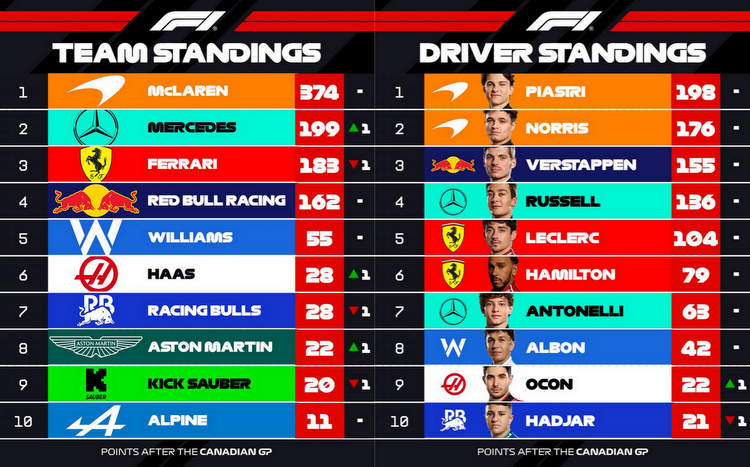 F1
TEAM STANDINGS
1 McLAREN 374 -
2 MERCEDES 199 ▲1
3 FERRARI 183 ▼1
4 RED BULL RACING 162 -
5 WILLIAMS 55 -
6 HAAS 28 ▲1
7 RB RACING BULLS 28 ▼1
8 ASTON MARTIN ASTON MARTIN 22 ▲1
9 K SAUBER KICK SAUBER 20 ▼1
10 ALPINE 11 -
POINTS AFTER THE CANADIAN GP
F1
DRIVER STANDINGS
1 PIASTRI 198 -
2 NORRIS 176 -
3 VERSTAPPEN 155 -
4 RUSSELL 136 -
5 LECLERC 104 -
6 HAMILTON 79 -
7 ANTONELLI 63 -
8 ALBON 42 -
9 OCON 22 ▲1
10 HADJAR 21 ▼1
POINTS AFTER THE CANADIAN GP